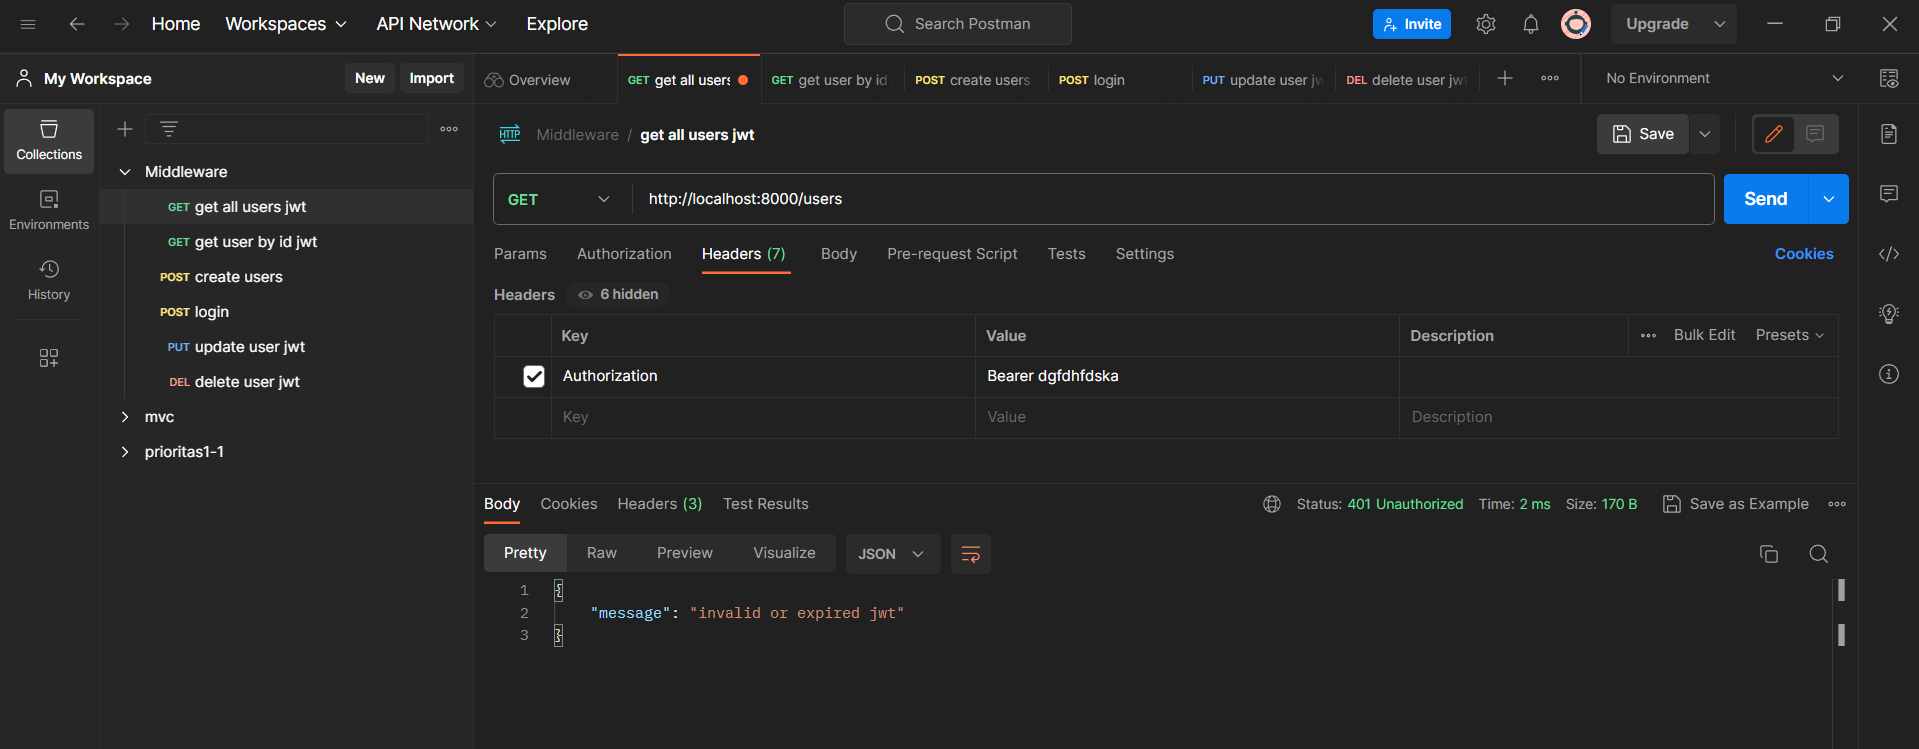 Home Workspaces API Network Explore Search Postman Invite Upgrade
My Workspace New Import Overview GET get all users GET get user by id POST create users POST login PUT update user jw DEL delete user jwt No Environment
Collections
Environments
History
Middleware
GET get all users jwt
GET get user by id jwt
POST create users
POST login
PUT update user jwt
DEL delete user jwt
mvc
prioritas1-1
HTTP Middleware / get all users jwt Save
GET http://localhost:8000/users Send
Params Authorization Headers (7) Body Pre-request Script Tests Settings Cookies
Headers 6 hidden
Key Value Description Bulk Edit Presets
Authorization Bearer dgfdhfdska
Key Value Description
Body Cookies Headers (3) Test Results Status: 401 Unauthorized Time: 2 ms Size: 170 B Save as Example
Pretty Raw Preview Visualize JSON
1 {
2 "message": "invalid or expired jwt"
3 }